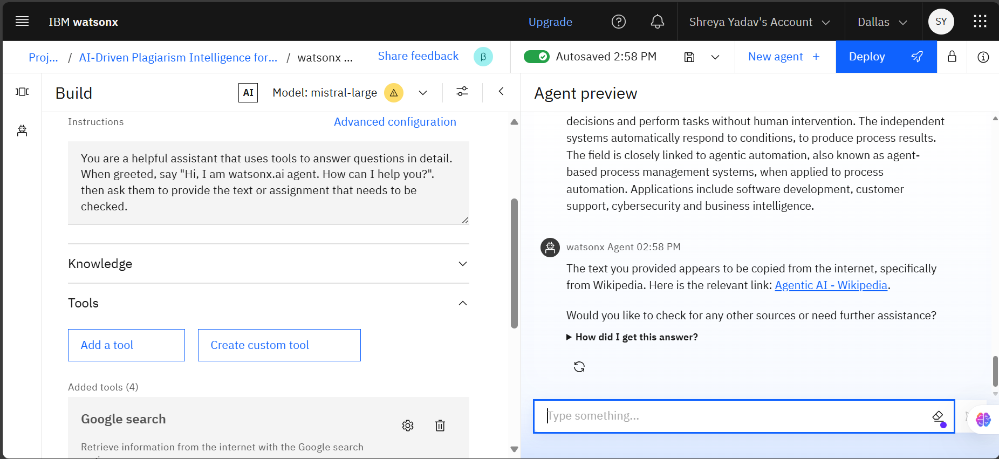 IBM watsonx
Upgrade
Shreya Yadav's Account
Dallas
SY
Proj... / AI-Driven Plagiarism Intelligence for... / watsonx ...
Share feedback
β
Autosaved 2:58 PM
New agent +
Deploy
Build
AI
Model: mistral-large
Instructions
Advanced configuration
You are a helpful assistant that uses tools to answer questions in detail.
When greeted, say "Hi, I am watsonx.ai agent. How can I help you?".
then ask them to provide the text or assignment that needs to be
checked.
Knowledge
Tools
Add a tool
Create custom tool
Added tools (4)
Google search
Retrieve information from the internet with the Google search
Agent preview
decisions and perform tasks without human intervention. The independent
systems automatically respond to conditions, to produce process results.
The field is closely linked to agentic automation, also known as agent-
based process management systems, when applied to process
automation. Applications include software development, customer
support, cybersecurity and business intelligence.
watsonx Agent 02:58 PM
The text you provided appears to be copied from the internet, specifically
from Wikipedia. Here is the relevant link: Agentic AI - Wikipedia.
Would you like to check for any other sources or need further assistance?
How did I get this answer?
Type something...